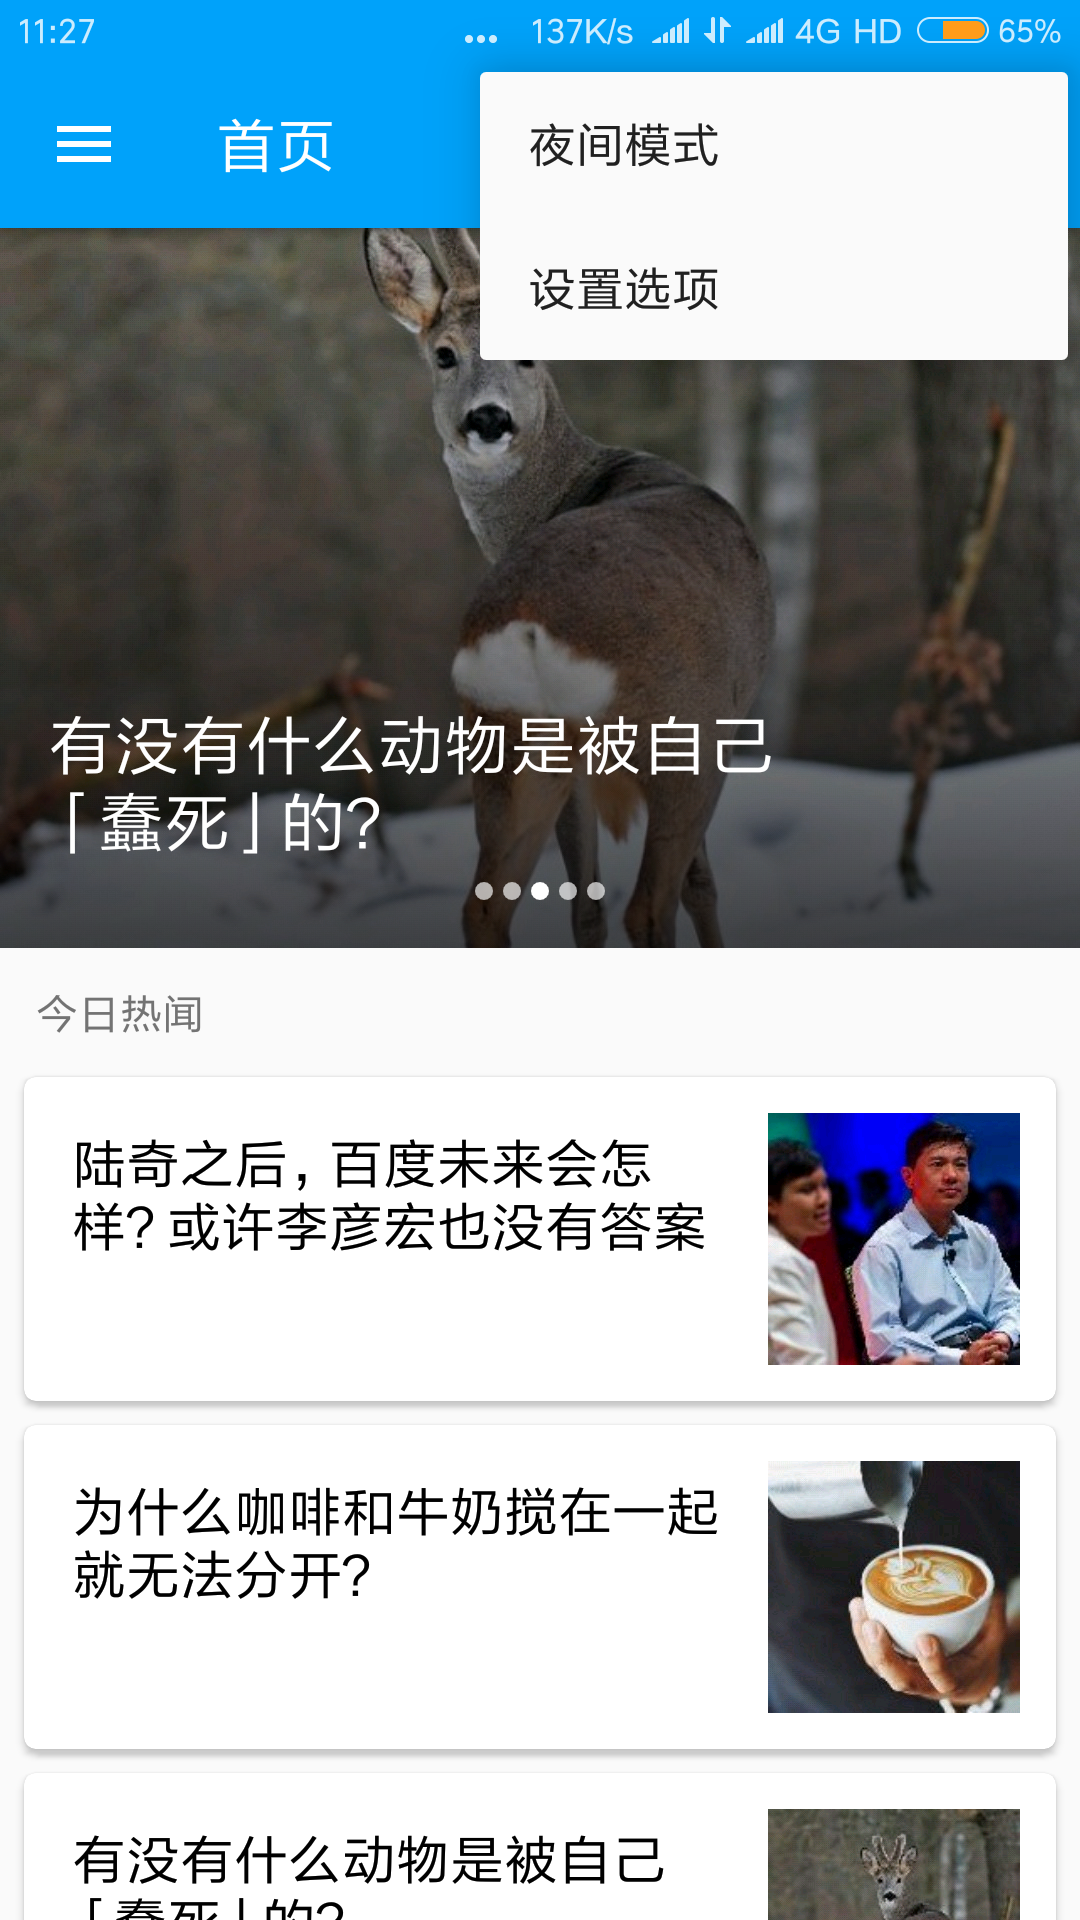 11:27 ... 137K/s 4G HD 65%
首页
夜间模式
设置选项
有没有什么动物是被自己
「蠢死」的?
今日热闻
陆奇之后,百度未来会怎
样?或许李彦宏也没有答案
为什么咖啡和牛奶搅在一起
就无法分开?
有没有什么动物是被自己
「蠢死」的?